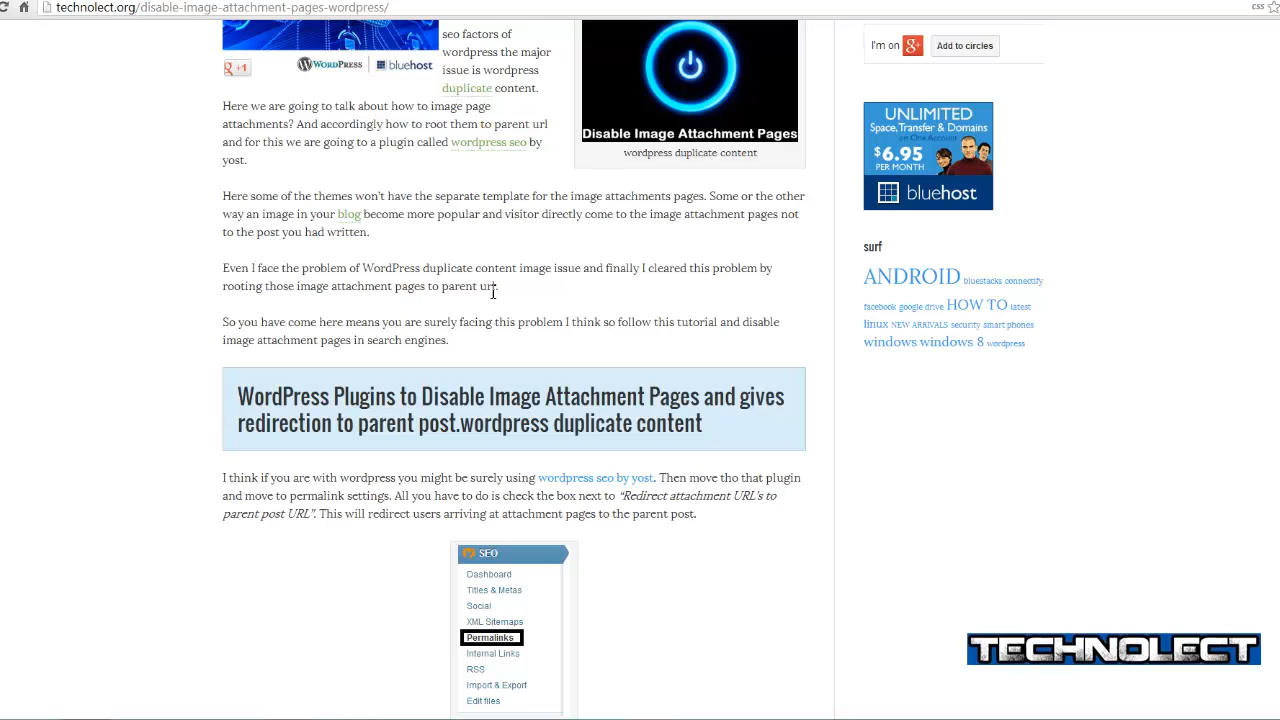 technolect.org/disable-image-attachment-pages-wordpress/
css
seo factors of
wordpress the major
issue is wordpress
duplicate content.
WORDPRESS
bluehost
g +1
Here we are going to talk about how to image page
attachments? And accordingly how to root them to parent url
and for this we are going to a plugin called wordpress seo by
yost.
Disable Image Attachment Pages
wordpress duplicate content
Here some of the themes won't have the separate template for the image attachments pages. Some or the other
way an image in your blog become more popular and visitor directly come to the image attachment pages not
to the post you had written.
Even I face the problem of WordPress duplicate content image issue and finally I cleared this problem by
rooting those image attachment pages to parent url.
So you have come here means you are surely facing this problem I think so follow this tutorial and disable
image attachment pages in search engines.
WordPress Plugins to Disable Image Attachment Pages and gives
redirection to parent post.wordpress duplicate content
I think if you are with wordpress you might be surely using wordpress seo by yost. Then move tho that plugin
and move to permalink settings. All you have to do is check the box next to “Redirect attachment URL's to
parent post URL”. This will redirect users arriving at attachment pages to the parent post.
SEO
Dashboard
Titles & Metas
Social
XML Sitemaps
Permalinks
Internal Links
RSS
Import & Export
Edit files
I'm on g+ Add to circles
UNLIMITED
Space, Transfer & Domains
on One Account
$6.95
PER MONTH
bluehost
surf
ANDROID bluestacks connectify
facebook google drive HOW TO latest
linux NEW ARRIVALS security smart phones
windows windows 8 wordpress
TECHNOLECT